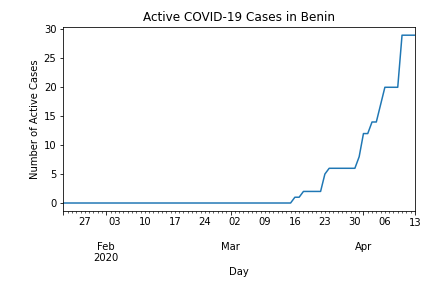 Active COVID-19 Cases in Benin
Number of Active Cases
30
25
20
15
10
5
0
27 03 10 17 24 02 09 16 23 30 06 13
Feb Mar Apr
2020
Day